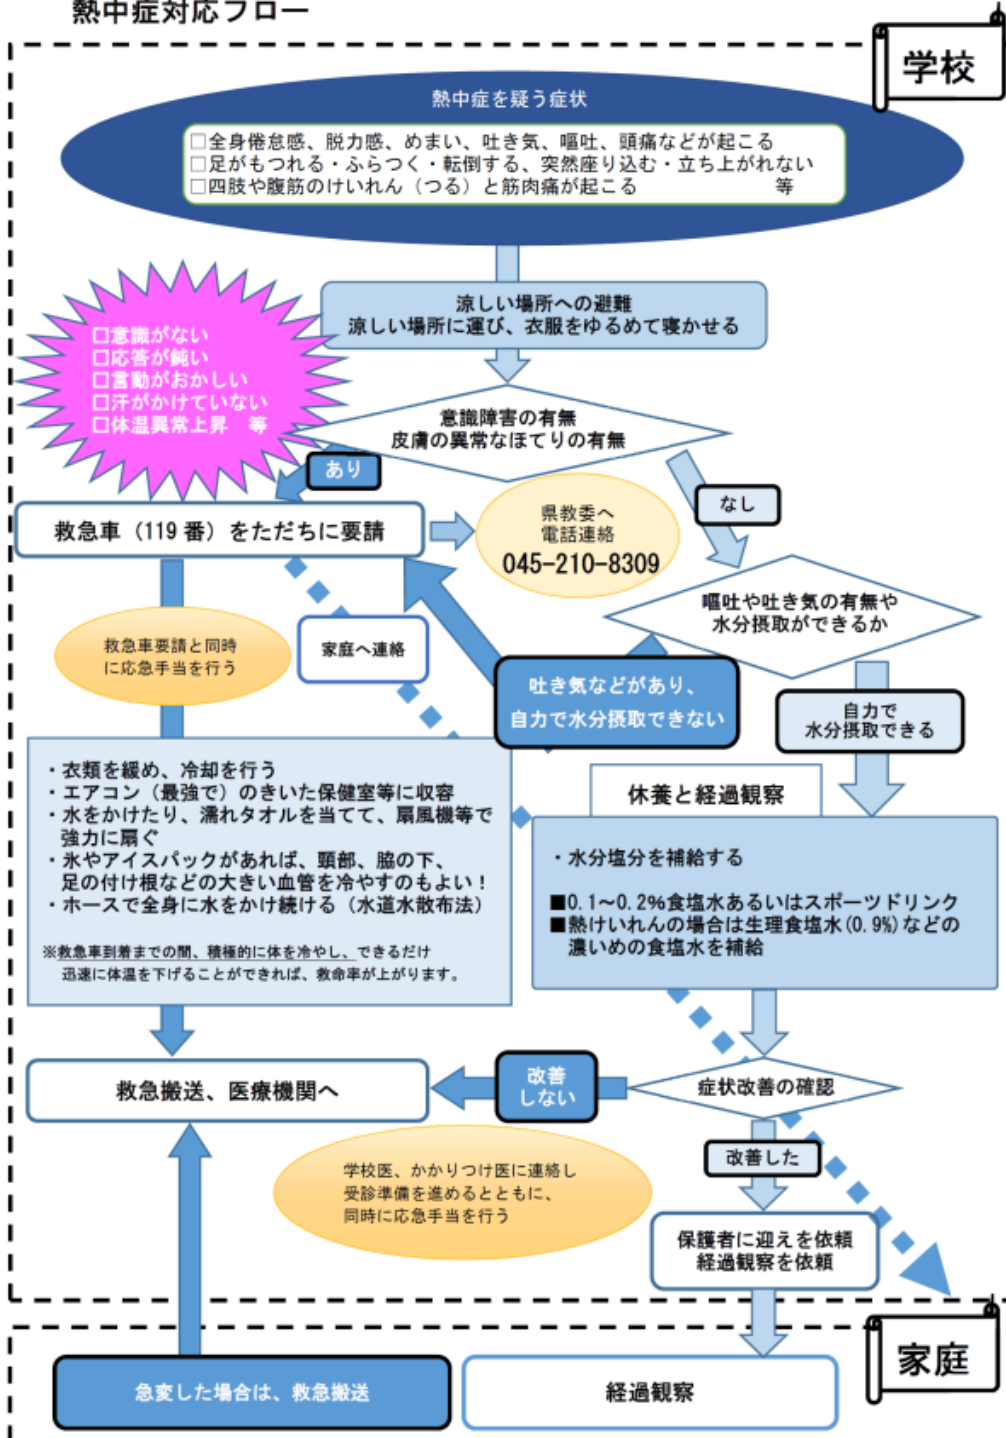 熱中症対応フロー
学校
熱中症を疑う症状
□全身倦怠感、脱力感、めまい、吐き気、嘔吐、頭痛などが起こる
□足がもつれる・ふらつく・転倒する、突然座り込む・立ち上がれない
□四肢や腹筋のけいれん（つる）と筋肉痛が起こる 等
涼しい場所への避難
涼しい場所に運び、衣服をゆるめて寝かせる
□意識がない
□応答が鈍い
□言動がおかしい
□汗がかけていない
□体温異常上昇 等
意識障害の有無
皮膚の異常なほてりの有無
あり
なし
救急車（119番）をただちに要請
県教委へ
電話連絡
045-210-8309
嘔吐や吐き気の有無や
水分摂取ができるか
救急車要請と同時
に応急手当を行う
家庭へ連絡
吐き気などがあり、
自力で水分摂取できない
自力で
水分摂取できる
・衣類を緩め、冷却を行う
・エアコン（最強で）のきいた保健室等に収容
・水をかけたり、濡れタオルを当てて、扇風機等で
強力に扇ぐ
・氷やアイスパックがあれば、頸部、脇の下、
足の付け根などの大きい血管を冷やすのもよい！
・ホースで全身に水をかけ続ける（水道水散布法）
※救急車到着までの間、積極的に体を冷やし、できるだけ
迅速に体温を下げることができれば、救命率が上がります。
休養と経過観察
・水分塩分を補給する
■0.1～0.2%食塩水あるいはスポーツドリンク
■熱けいれんの場合は生理食塩水(0.9%)などの
濃いめの食塩水を補給
救急搬送、医療機関へ
改善
しない
症状改善の確認
改善した
学校医、かかりつけ医に連絡し
受診準備を進めるとともに、
同時に応急手当を行う
保護者に迎えを依頼
経過観察を依頼
家庭
急変した場合は、救急搬送
経過観察